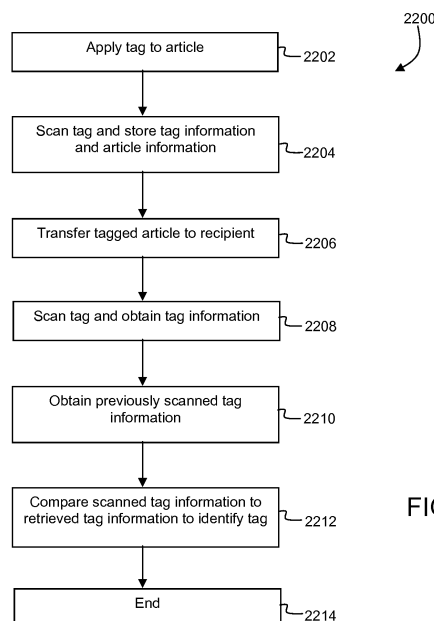 2200
Apply tag to article
2202
Scan tag and store tag information
and article information
2204
Transfer tagged article to recipient
2206
Scan tag and obtain tag information
2208
Obtain previously scanned tag
information
2210
Compare scanned tag information to
retrieved tag information to identify tag
2212
FIG
End
2214